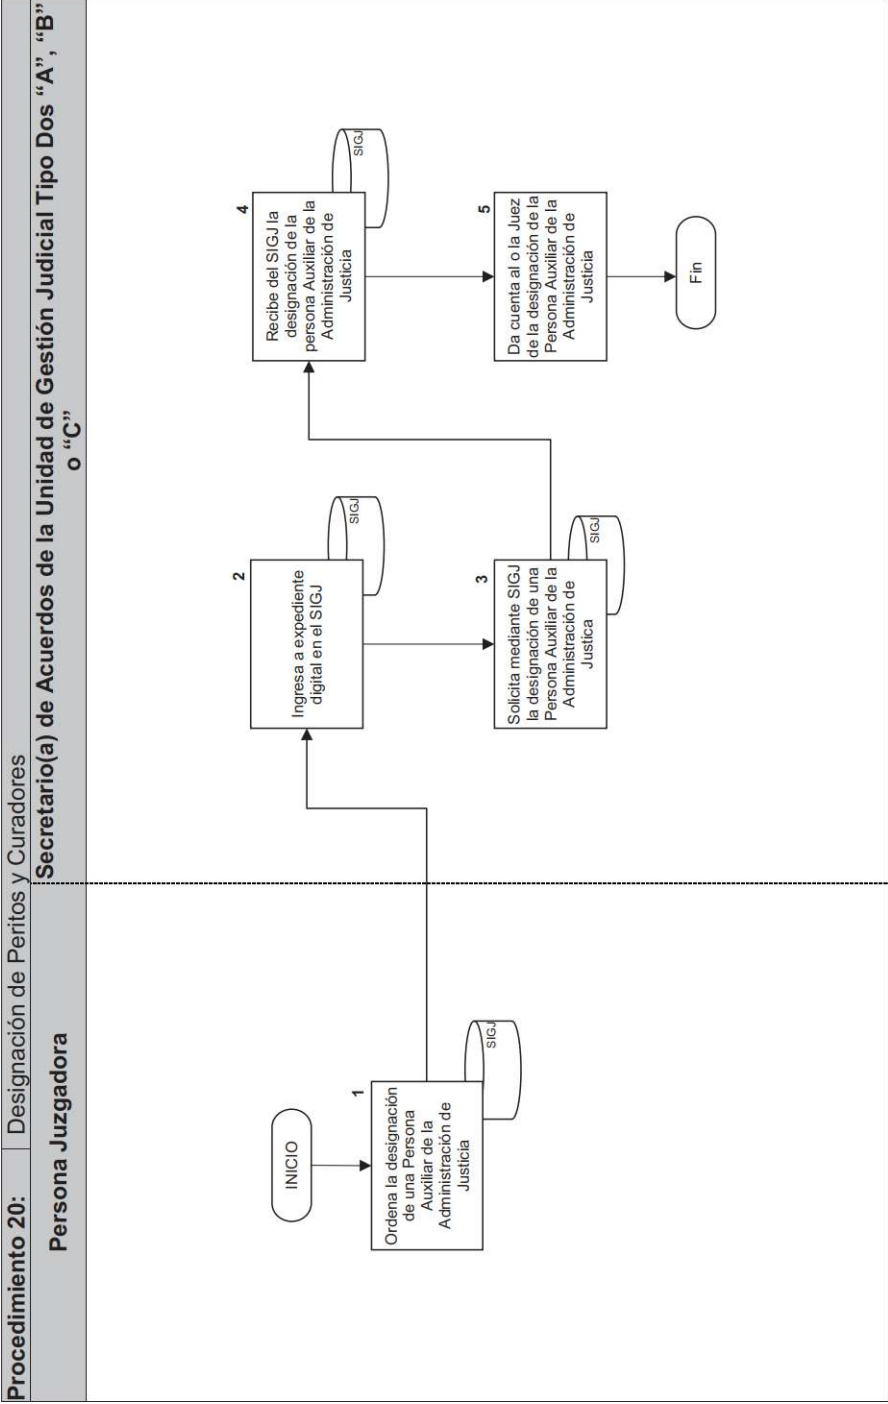 Procedimiento 20: Designación de Peritos y Curadores
Persona Juzgadora
Secretario(a) de Acuerdos de la Unidad de Gestión Judicial Tipo Dos “A”, “B”
o “C”
INICIO
1
Ordena la designación
de una Persona
Auxiliar de la
Administración de
Justicia
SIGJ
2
Ingresa a expediente
digital en el SIGJ
SIGJ
3
Solicita mediante SIGJ
la designación de una
Persona Auxiliar de la
Administración de
Justica
SIGJ
4
Recibe del SIGJ la
designación de la
persona Auxiliar de la
Administración de
Justicia
SIGJ
5
Da cuenta al o la Juez
de la designación de la
Persona Auxiliar de la
Administración de
Justicia
Fin